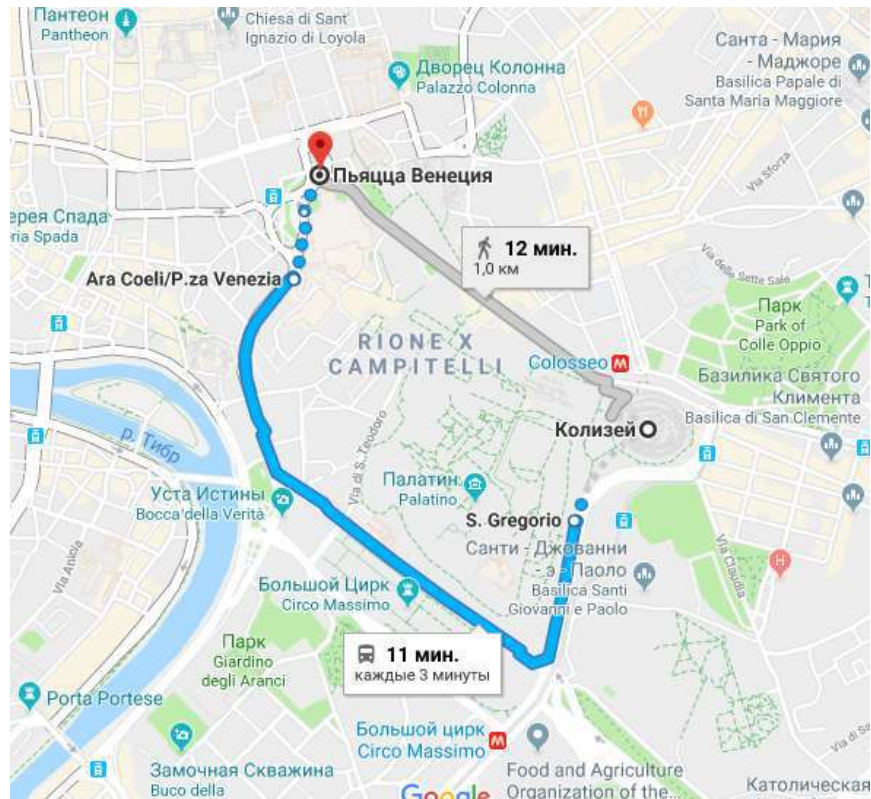 Пантеон
Pantheon
Chiesa di Sant'
Ignazio di Loyola
Дворец Колонна
Palazzo Colonna
Санта - Мария
- Маджоре
Basilica Papale di
Santa Maria Maggiore
Пьяцца Венеция
Via Sforza
ерея Спада
ria Spada
12 мин.
1,0 км
Via delle Sette Sale
Ara Coeli/P.za Venezia
Парк
Park of
Colle Oppio
RIONE X
CAMPITELLI
Colosseo
M
Базилика Святого
Климента
Basilica di San Clemente
Колизей
р. Тибр
Via di S. Teodoro
Палатин
Palatino
Уста Истины
Bocca della Verità
S. Gregorio
Санти - Джованни
- э - Паоло
Basilica Santi
Giovanni e Paolo
Via Claudia
H
Via Anicia
Большой Цирк
Circo Massimo
Парк
Giardino
degli Aranci
11 мин.
каждые 3 минуты
Porta Portese
Большой цирк
Circo Massimo
M
Замочная Скважина
Buco della
Google
Food and Agriculture
Organization of the...
Католическая